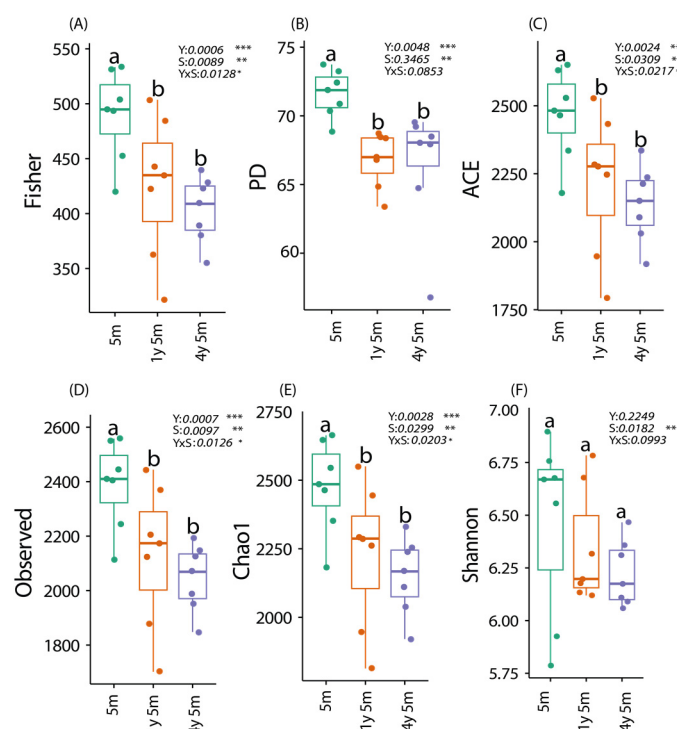 (A)
Y:0.0006 ***
S:0.0089 **
YxS:0.0128*
Fisher
550
500
450
400
350
a
b
b
5m
1y 5m
4y 5m
(B)
Y:0.0048 ***
S:0.3465 **
YxS:0.0853
PD
75
70
65
60
a
b
b
5m
1y 5m
4y 5m
(C)
Y:0.0024
S:0.0309
YxS:0.0217
ACE
2500
2250
2000
1750
a
b
b
5m
1y 5m
4y 5m
(D)
Y:0.0007 ***
S:0.0097 **
YxS:0.0126 *
Observed
2600
2400
2200
2000
1800
a
b
b
5m
y 5m
4y 5m
(E)
Y:0.0028 ***
S:0.0299 **
YxS:0.0203*
Chao1
2750
2500
2250
2000
a
b
b
5m
1y 5m
4y 5m
(F)
Y:0.2249
S:0.0182 **
YxS:0.0993
Shannon
7.00
6.75
6.50
6.25
6.00
5.75
a
a
a
5m
1y 5m
4y 5m